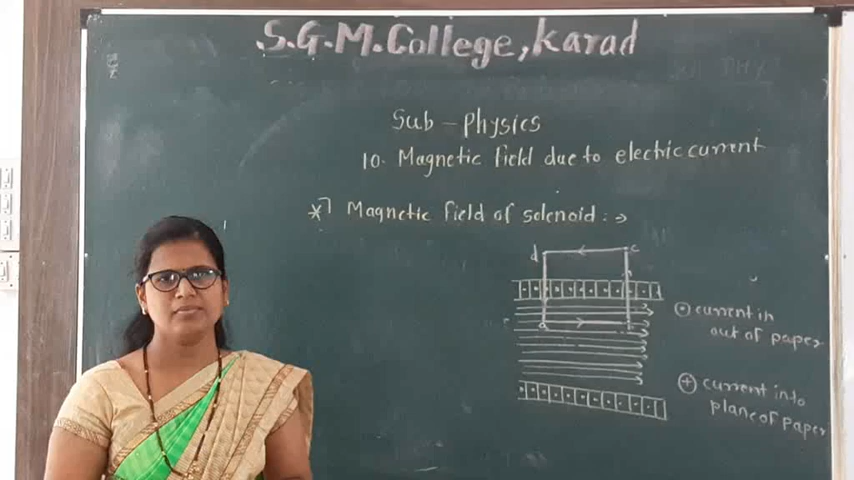 S.G.M. College, Karad
Sub - Physics
10. Magnetic field due to electric current
* Magnetic field of solenoid :→
d c
current in
out of paper
current into
plane of paper